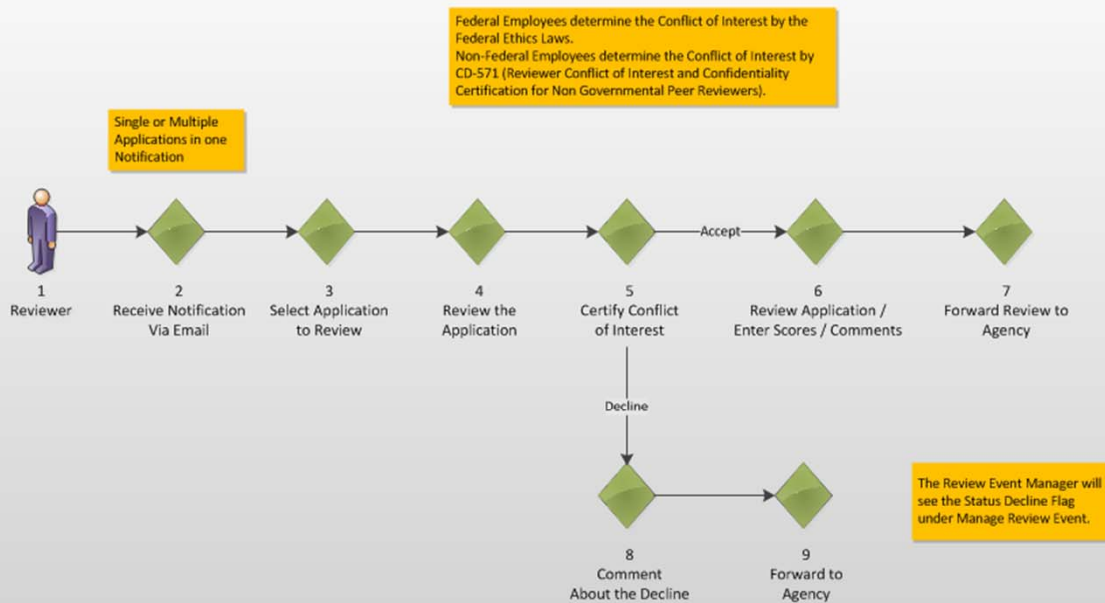 Federal Employees determine the Conflict of Interest by the
Federal Ethics Laws.
Non-Federal Employees determine the Conflict of Interest by
CD-571 (Reviewer Conflict of Interest and Confidentiality
Certification for Non Governmental Peer Reviewers).
Single or Multiple
Applications in one
Notification
1
Reviewer
2
Receive Notification
Via Email
3
Select Application
to Review
4
Review the
Application
5
Certify Conflict
of Interest
Accept
6
Review Application /
Enter Scores / Comments
7
Forward Review to
Agency
Decline
8
Comment
About the Decline
9
Forward to
Agency
The Review Event Manager will
see the Status Decline Flag
under Manage Review Event.